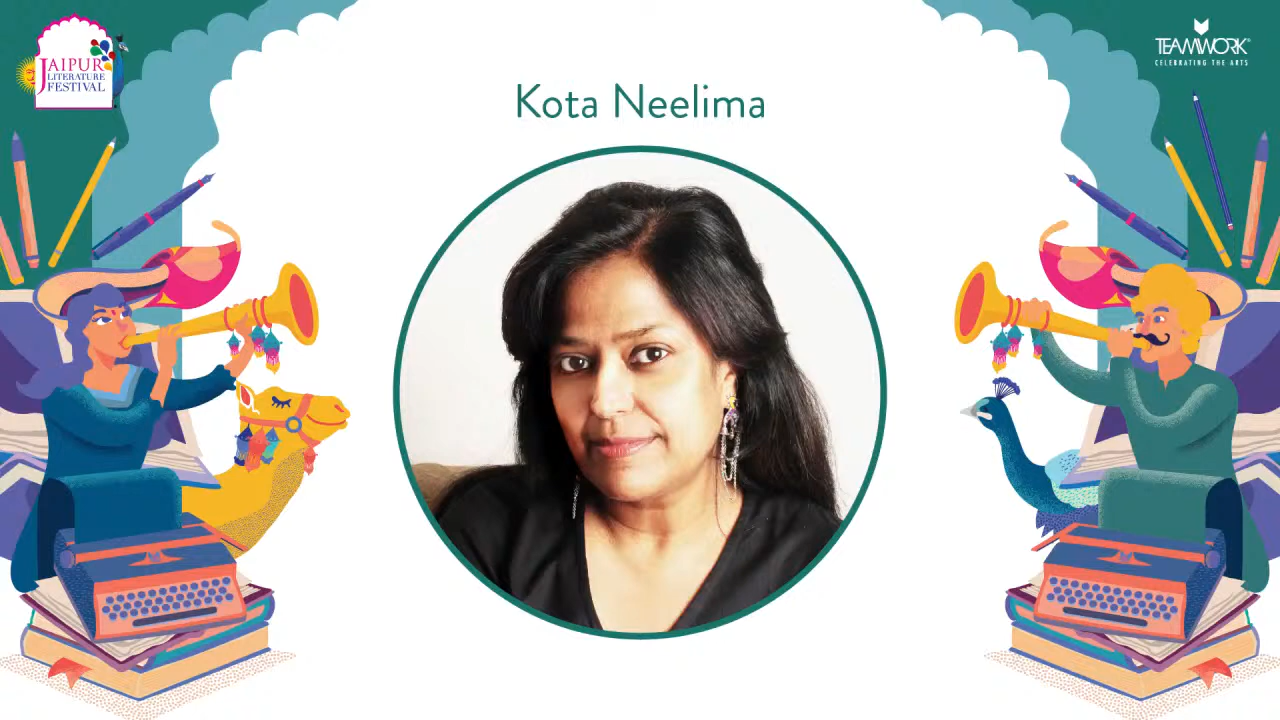 JAIPUR
LITERATURE
FESTIVAL
TEAMWORK®
CELEBRATING THE ARTS
Kota Neelima